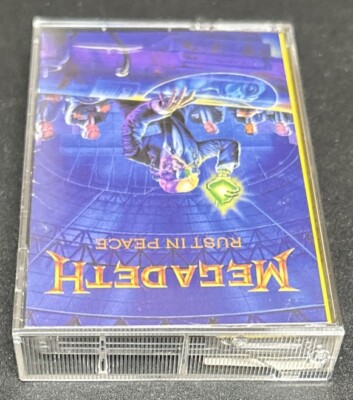 MEGADETH
RUST IN PEACE